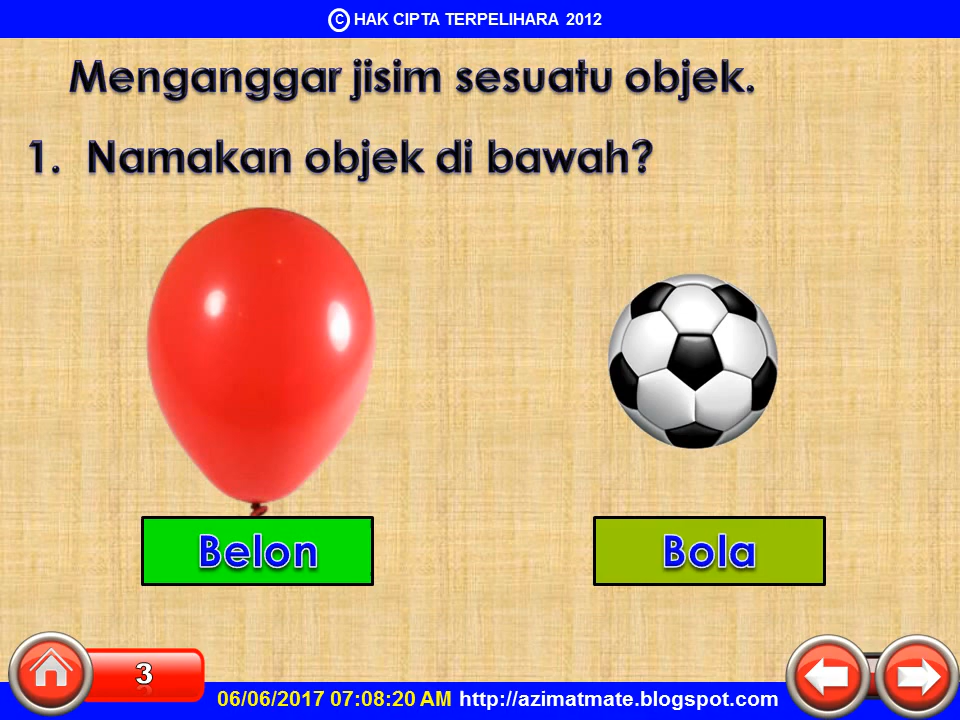 © HAK CIPTA TERPELIHARA 2012
Menganggar jisim sesuatu objek.
1. Namakan objek di bawah?
Belon
Bola
3
06/06/2017 07:08:20 AM http://azimatmate.blogspot.com